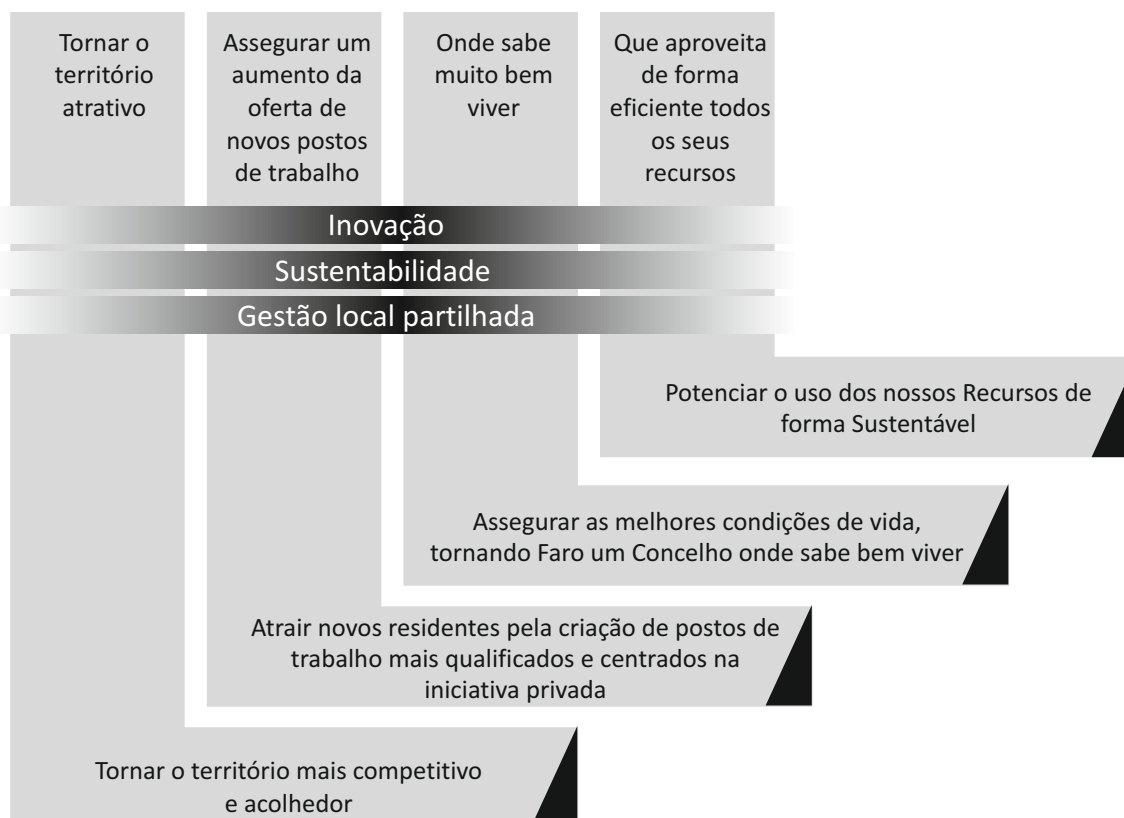 Tornar o
território
atrativo
Assegurar um
aumento da
oferta de
novos postos
de trabalho
Onde sabe
muito bem
viver
Que aproveita
de forma
eficiente todos
os seus
recursos
Inovação
Sustentabilidade
Gestão local partilhada
Potenciar o uso dos nossos Recursos de
forma Sustentável
Assegurar as melhores condições de vida,
tornando Faro um Concelho onde sabe bem viver
Atrair novos residentes pela criação de postos de
trabalho mais qualificados e centrados na
iniciativa privada
Tornar o território mais competitivo
e acolhedor